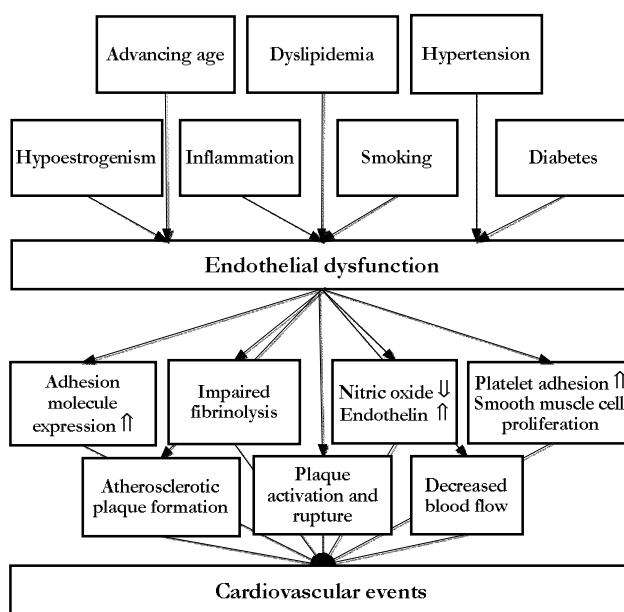 Advancing age
Dyslipidemia
Hypertension
Hypoestrogenism
Inflammation
Smoking
Diabetes
Endothelial dysfunction
Adhesion
molecule
expression ⇑
Impaired
fibrinolysis
Nitric oxide ⇓
Endothelin ⇑
Platelet adhesion ⇑
Smooth muscle cell
proliferation
Atherosclerotic
plaque formation
Plaque
activation and
rupture
Decreased
blood flow
Cardiovascular events